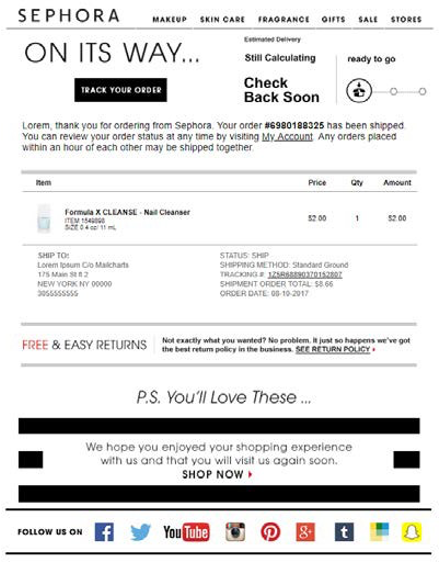 SEPHORA
MAKEUP SKIN CARE FRAGRANCE GIFTS SALE STORES
ON ITS WAY...
TRACK YOUR ORDER
Estimated Delivery
Still Calculating
Check
Back Soon
ready to go
Lorem, thank you for ordering from Sephora. Your order #6980188325 has been shipped.
You can review your order status at any time by visiting My Account. Any orders placed
within an hour of each other may be shipped together.
Item Price Qty Amount
Formula X CLEANSE - Nail Cleanser $2.00 1 $2.00
ITEM 1549898
SIZE 0.4 oz/ 11 mL
SHIP TO:
Lorem Ipsum C/o Mailcharts
175 Main St fl 2
NEW YORK NY 00000
3055555555
STATUS: SHIP
SHIPPING METHOD: Standard Ground
TRACKING #: 1Z5R68890370152807
SHIPMENT ORDER TOTAL: $8.66
ORDER DATE: 08-19-2017
FREE & EASY RETURNS
Not exactly what you wanted? No problem. It just so happens we've got
the best return policy in the business. SEE RETURN POLICY
P.S. You'll Love These ...
We hope you enjoyed your shopping experience
with us and that you will visit us again soon.
SHOP NOW
FOLLOW US ON
f
You Tube
g+
t